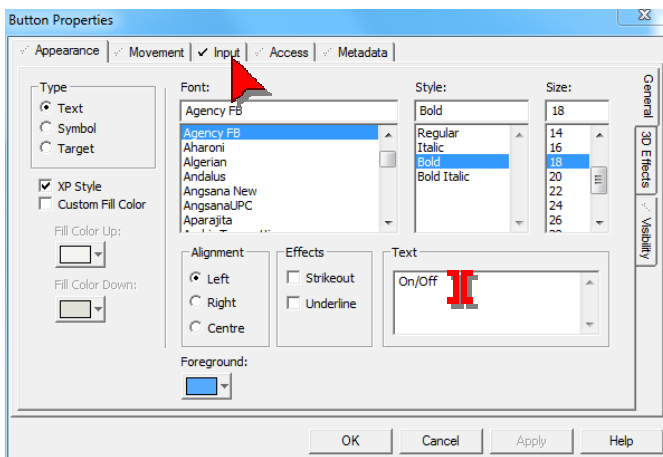 Button Properties
Appearance Movement Input Access Metadata
Type
Text
Symbol
Target
XP Style
Custom Fill Color
Fill Color Up:
Fill Color Down:
Font:
Agency FB
Agency FB
Aharoni
Algerian
Andalus
Angsana New
AngsanaUPC
Aparajita
Style:
Bold
Regular
Italic
Bold
Bold Italic
Size:
18
14
16
18
20
22
24
26
Alignment
Left
Right
Centre
Effects
Strikeout
Underline
Text
On/Off
Foreground:
General
3D Effects
Visibility
OK Cancel Apply Help